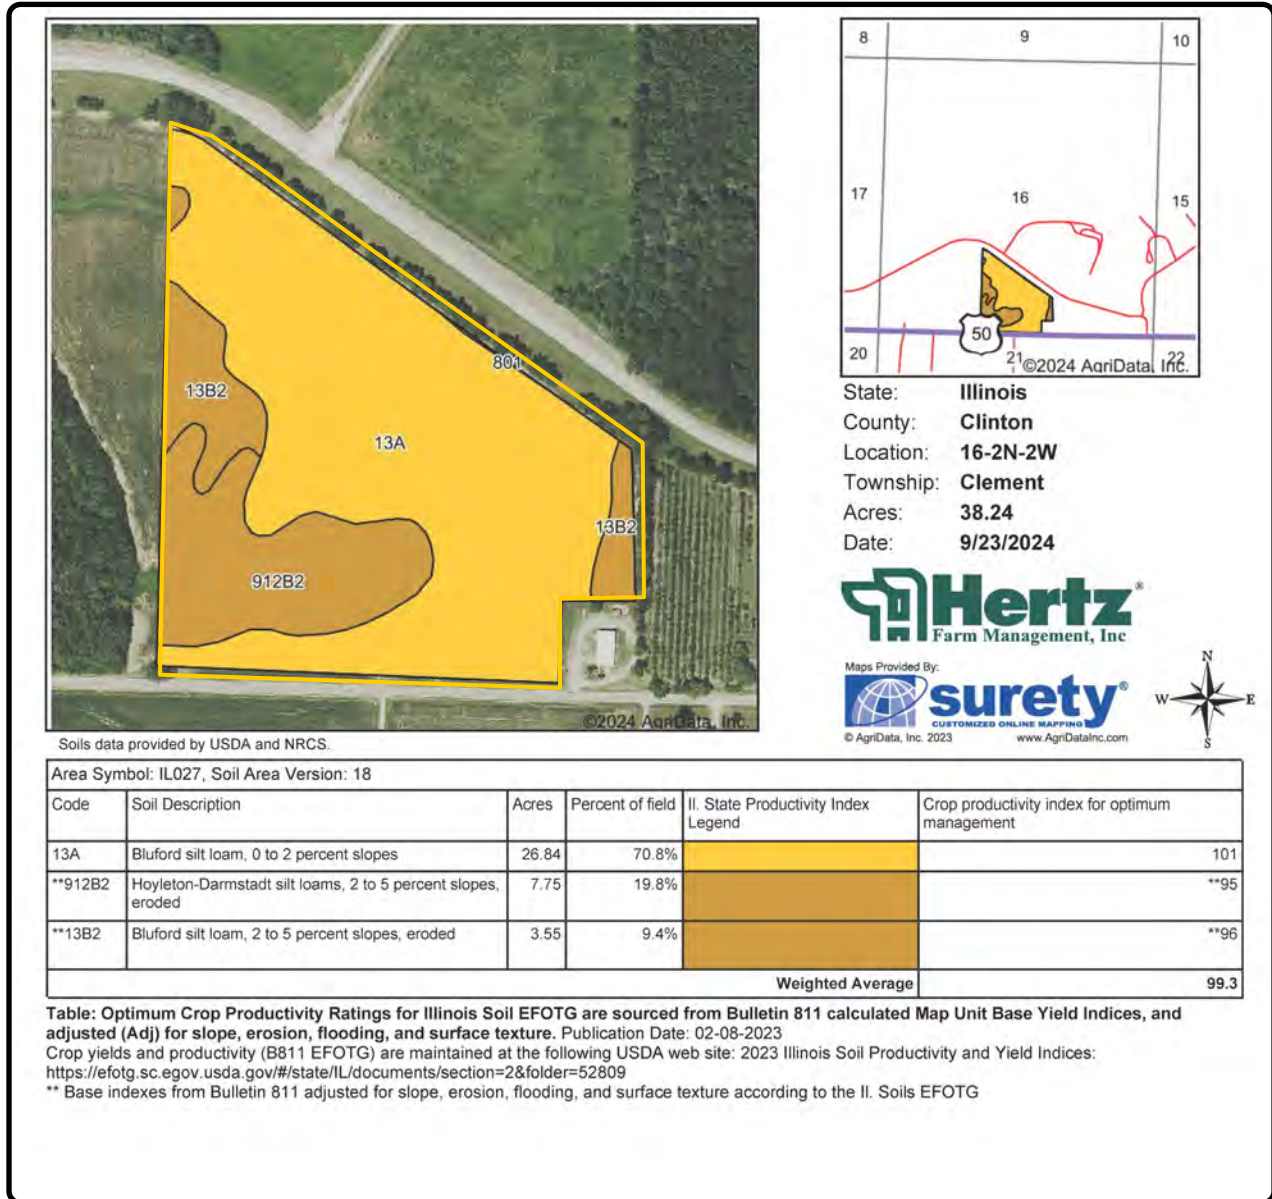 801
13B2
13A
13B2
912B2
©2024 AgriData, Inc.
Soils data provided by USDA and NRCS.
8
9
10
17
16
15
50
20
21
22
©2024 AgriData, Inc.
State: Illinois
County: Clinton
Location: 16-2N-2W
Township: Clement
Acres: 38.24
Date: 9/23/2024
Hertz®
Farm Management, Inc
Maps Provided By:
surety®
CUSTOMIZED ONLINE MAPPING
© AgriData, Inc. 2023 www.AgriDataInc.com
N
W E
S
Area Symbol: IL027, Soil Area Version: 18
Code Soil Description Acres Percent of field Il. State Productivity Index Legend Crop productivity index for optimum management
13A Bluford silt loam, 0 to 2 percent slopes 26.84 70.8% 101
**912B2 Hoyleton-Darmstadt silt loams, 2 to 5 percent slopes, eroded 7.75 19.8% **95
**13B2 Bluford silt loam, 2 to 5 percent slopes, eroded 3.55 9.4% **96
Weighted Average 99.3
Table: Optimum Crop Productivity Ratings for Illinois Soil EFOTG are sourced from Bulletin 811 calculated Map Unit Base Yield Indices, and
adjusted (Adj) for slope, erosion, flooding, and surface texture. Publication Date: 02-08-2023
Crop yields and productivity (B811 EFOTG) are maintained at the following USDA web site: 2023 Illinois Soil Productivity and Yield Indices:
https://efotg.sc.egov.usda.gov/#/state/IL/documents/section=2&folder=52809
** Base indexes from Bulletin 811 adjusted for slope, erosion, flooding, and surface texture according to the Il. Soils EFOTG